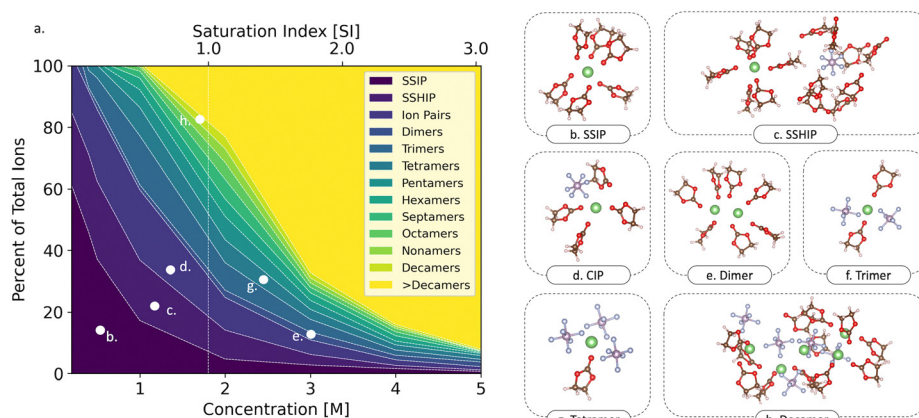 a.
Saturation Index [SI]
1.0 2.0 3.0
Percent of Total Ions
100
80
60
40
20
0
1 2 3 4 5
Concentration [M]
SSIP
SSHIP
Ion Pairs
Dimers
Trimers
Tetramers
Pentamers
Hexamers
Septamers
Octamers
Nonamers
Decamers
>Decamers
h.
d.
g.
c.
b.
e.
b. SSIP
c. SSHIP
d. CIP
e. Dimer
f. Trimer